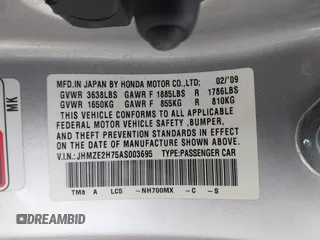 MFD. IN JAPAN BY HONDA MOTOR CO.,LTD; 02/'09
GVWR 3638LBS GAWR F 1885LBS R 1786LBS
GVWR 1650KG GAWR F 855KG R 810KG
THIS VEHICLE CONFORMS TO ALL APPLICABLE
FEDERAL MOTOR VEHICLE SAFETY ,BUMPER,
AND THEFT PREVENTION STANDARDS IN
EFFECT ON THE DATE OF MANUFACTURE
SHOWN ABOVE.
V.I.N.: JHMZE2H75AS003695 TYPE:PASSENGER CAR
TM8 A LC5 -NH700MX -C -S
MK
DREAMBID
DREAMBID.COM